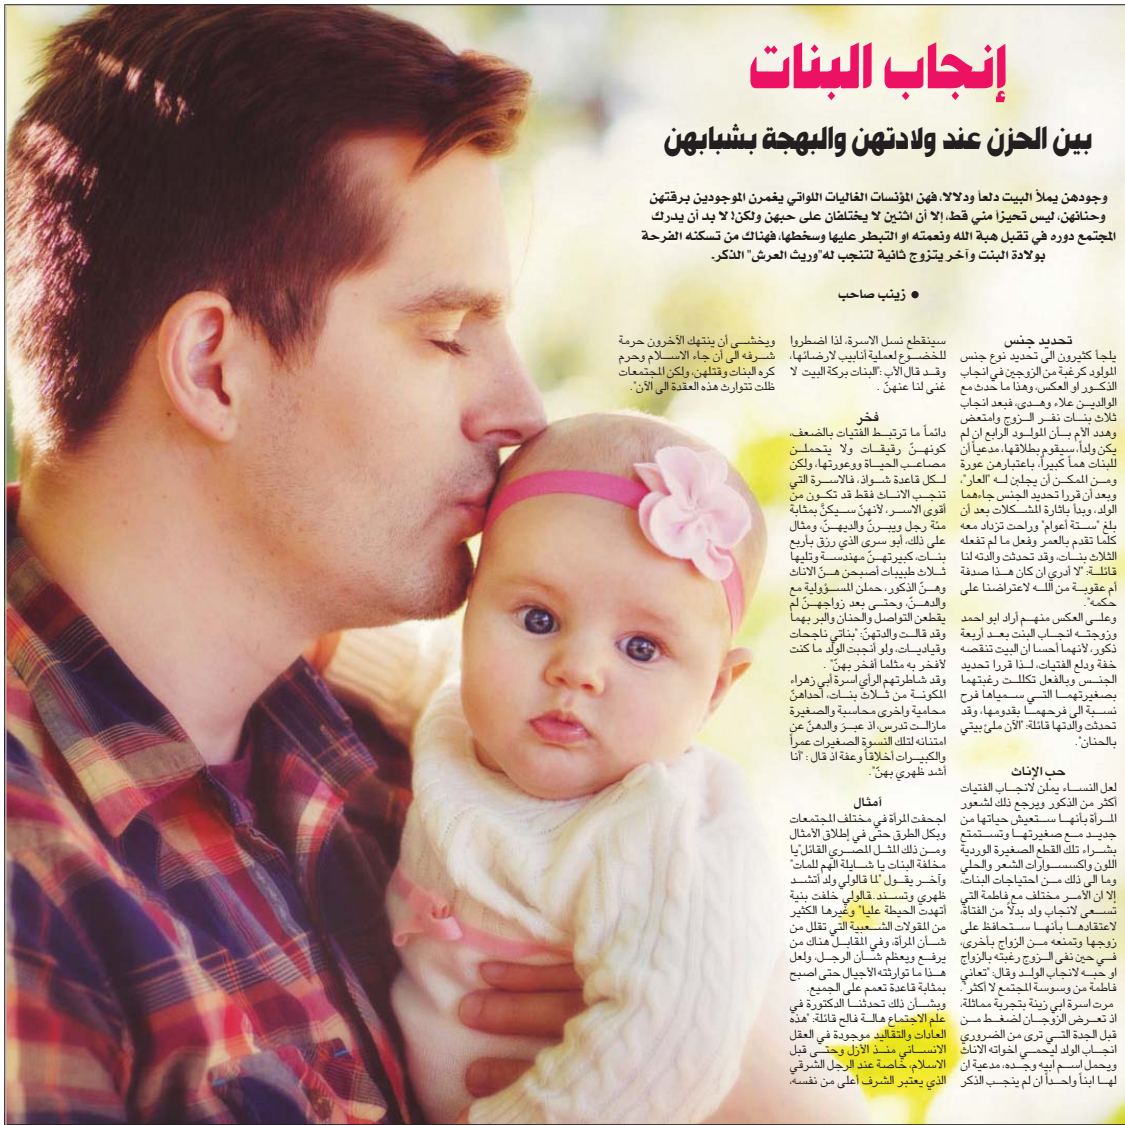 إنجاب البنات
بين الحزن عند ولادتهن والبهجة بشبابهن
وجودهن يملأ البيت دلعاً ودلالا، فهن المؤنسات الغاليات اللواتي يغمرن الموجودين برقتهن
وحنانهن، ليس تحيزاً مني قط، إلا أن اثنين لا يختلفان على حبهن ولكن! لا بد أن يدرك
المجتمع دوره في تقبل هبة الله ونعمته او التبطر عليها وسخطها، فهناك من تسكنه الفرحة
بولادة البنت وآخر يتزوج ثانية لتنجب له"وريث العرش" الذكر.
● زينب صاحب
تحديد جنس
يلجأ كثيرون الى تحديد نوع جنس
المولود كرغبة من الزوجين في انجاب
الذكور او العكس، وهذا ما حدث مع
الوالدين علاء وهدى، فبعد انجاب
ثلاث بنات نفر الزوج وامتعض
وهدد الأم بأن المولود الرابع ان لم
يكن ولداً، سيقوم بطلاقها، مدعياً أن
للبنات هماً كبيراً، باعتبارهن عورة
ومن الممكن أن يجلبن له "العار"،
وبعد أن قررا تحديد الجنس جاءهما
الولد، وبدأ باثارة المشكلات بعد أن
بلغ "ستة أعوام" وراحت تزداد معه
كلما تقدم بالعمر وفعل ما لم تفعله
الثلاث بنات، وقد تحدثت والدته لنا
قائلة: "لا أدري ان كان هذا صدفة
أم عقوبة من الله لاعتراضنا على
حكمه".
وعلى العكس منهم أراد ابو احمد
وزوجته انجاب البنت بعد أربعة
ذكور، لأنهما أحسا ان البيت تنقصه
خفة ودلع الفتيات، لذا قررا تحديد
الجنس وبالفعل تكللت رغبتهما
بصغيرتهما التي سمياها فرح
نسبة الى فرحهما بقدومها، وقد
تحدثت والدتها قائلة: "الآن ملئ بيتي
بالحنان".
حب الإناث
لعل النساء يملن لانجاب الفتيات
أكثر من الذكور ويرجع ذلك لشعور
المرأة بأنها ستعيش حياتها من
جديد مع صغيرتها وتستمتع
بشراء تلك القطع الصغيرة الوردية
اللون واكسسوارات الشعر والحلي
وما الى ذلك من احتياجات البنات،
إلا ان الأمر مختلف مع فاطمة التي
تسعى لانجاب ولد بدلاً من الفتاة،
لاعتقادها بأنها ستحافظ على
زوجها وتمنعه من الزواج بأخرى،
في حين نفى الزوج رغبته بالزواج
او حبه لانجاب الولد وقال: "تعاني
فاطمة من وسوسة المجتمع لا أكثر".
مرت اسرة ابي زينة بتجربة مماثلة،
اذ تعرض الزوجان لضغط من
قبل الجدة التي ترى من الضروري
انجاب الولد ليحمي اخواته الاناث
ويحمل اسم ابيه وجده، مدعية ان
لها ابناً واحداً ان لم ينجب الذكر
سينقطع نسل الاسرة، لذا اضطروا
للخضوع لعملية أنابيب لارضائها،
وقد قال الأب :"البنات بركة البيت لا
غنى لنا عنهنّ .
فخر
دائماً ما ترتبط الفتيات بالضعف،
كونهنّ رقيقات ولا يتحملن
مصاعب الحياة ووعورتها، ولكن
لكل قاعدة شواذ، فالاسرة التي
تنجب الاناث فقط قد تكون من
أقوى الاسر، لأنهنّ سيكنَّ بمثابة
مئة رجل ويبرنّ والديهنّ، ومثال
على ذلك، أبو سرى الذي رزق بأربع
بنات، كبيرتهنّ مهندسة وتليها
ثلاث طبيبات أصبحن هنّ الاناث
وهنّ الذكور، حملن المسؤولية مع
والدهنّ، وحتى بعد زواجهنّ لم
يقطعن التواصل والحنان والبر بهما
وقد قالت والدتهنّ: "بناتي ناجحات
وقياديات، ولو أنجبت الولد ما كنت
لأفخر به مثلما أفخر بهنّ" .
وقد شاطرتهم الرأي اسرة أبي زهراء
المكونة من ثلاث بنات، احداهنّ
محامية واخرى محاسبة والصغيرة
مازالت تدرس، اذ عبر والدهنّ عن
امتنانه لتلك النسوة الصغيرات عمراً
والكبيرات أخلاقاً وعفة اذ قال : "أنا
أشد ظهري بهنّ".
أمثال
اجحفت المرأة في مختلف المجتمعات
وبكل الطرق حتى في إطلاق الأمثال
ومن ذلك المثل المصري القائل"يا
مخلفة البنات يا شايلة الهم للمات"
وآخر يقول "لما قالولي ولد أتشد
ظهري وتسند.قالولي خلفت بنية
أتهدت الحيطة عليا" وغيرها الكثير
من المقولات الشعبية التي تقلل من
شأن المرأة، وفي المقابل هناك من
يرفع ويعظم شأن الرجل، ولعل
هذا ما توارثته الأجيال حتى اصبح
بمثابة قاعدة تعمم على الجميع.
وبشأن ذلك تحدثنا الدكتورة في
علم الاجتماع هالة فالح قائلة: "هذه
العادات والتقاليد موجودة في العقل
الانساني منذ الأزل وحتى قبل
الاسلام، خاصة عند الرجل الشرقي
الذي يعتبر الشرف أعلى من نفسه،
ويخشى أن ينتهك الآخرون حرمة
شرفه الى أن جاء الاسلام وحرم
كره البنات وقتلهن، ولكن المجتمعات
ظلت تتوارث هذه العقدة الى الآن".